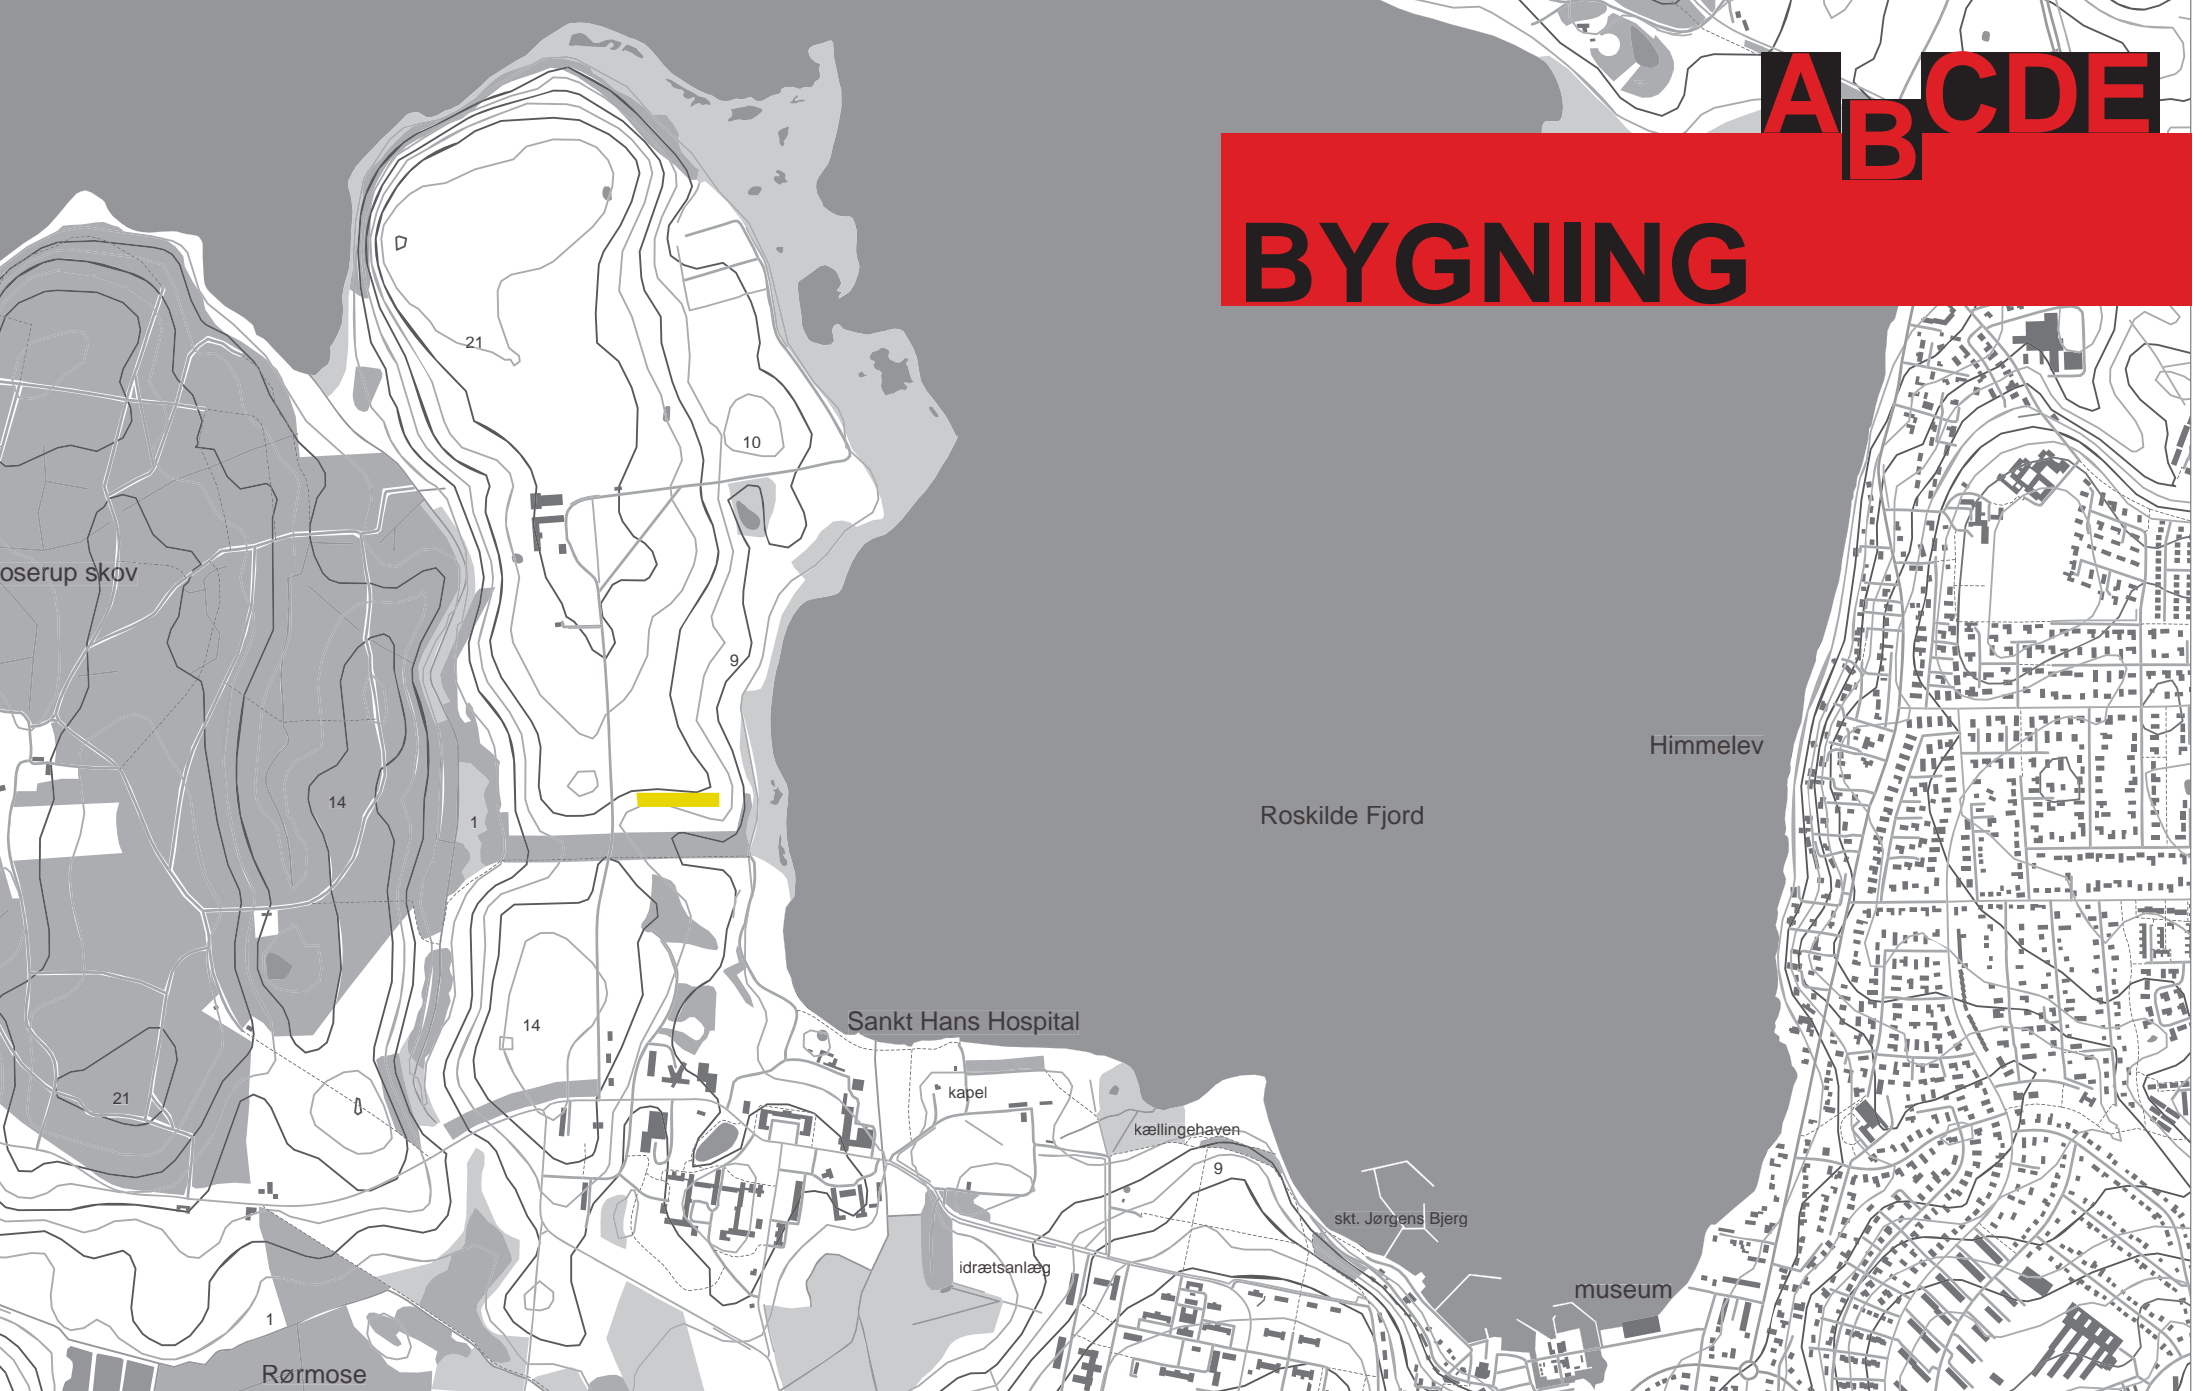 ABCDE
BYGNING
21
10
oserup skov
9
Himmelev
14
1
Roskilde Fjord
14
Sankt Hans Hospital
21
kapel
kællingehaven
9
skt. Jørgens Bjerg
idrætsanlæg
museum
1
Rørmose